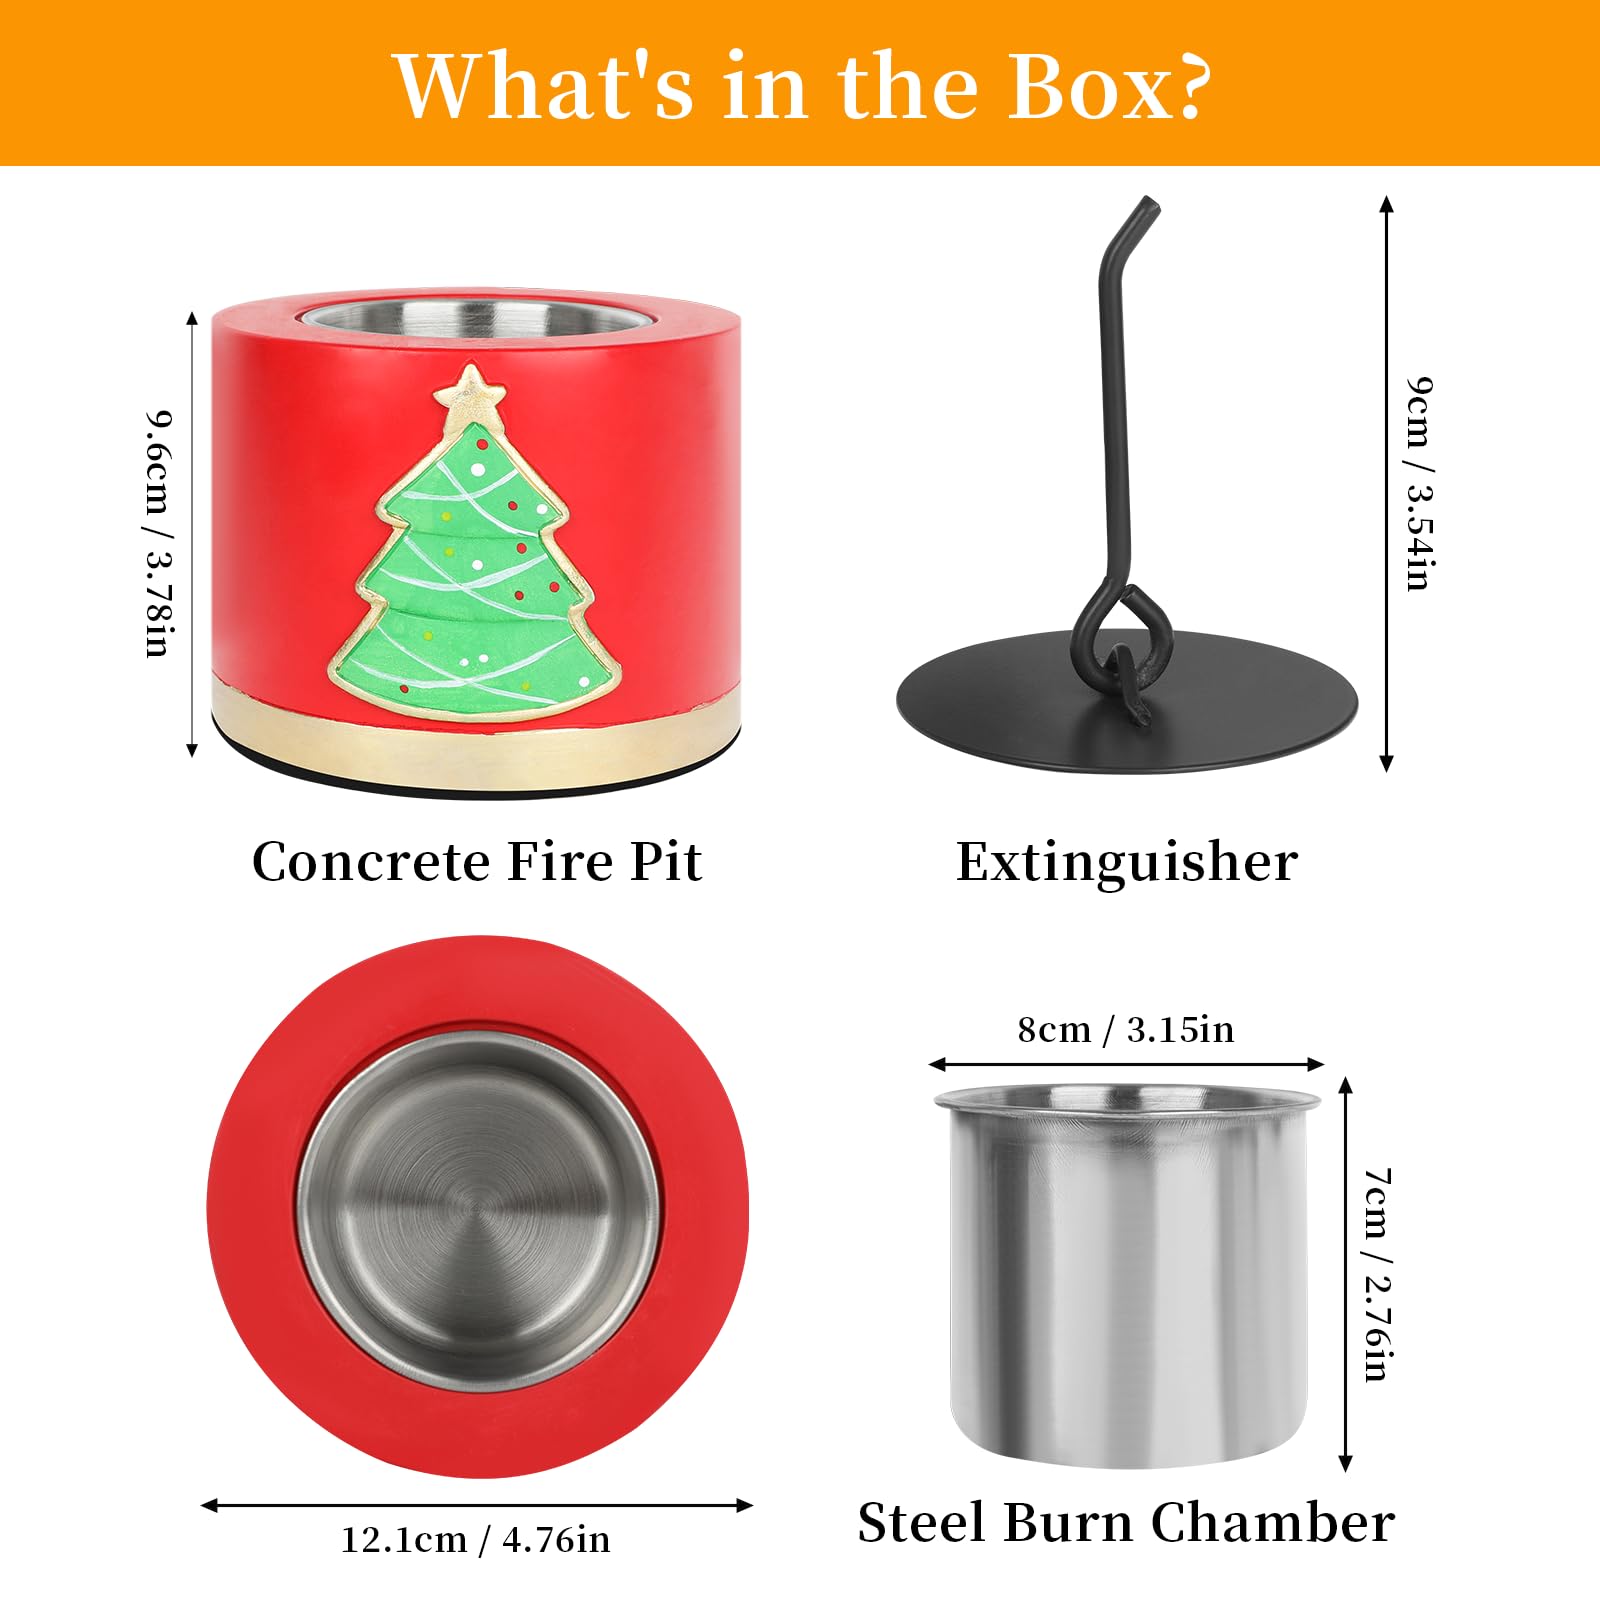 What's in the Box?
9.6cm / 3.78in
9cm / 3.54in
Concrete Fire Pit
Extinguisher
8cm / 3.15in
7cm / 2.76in
12.1cm / 4.76in
Steel Burn Chamber